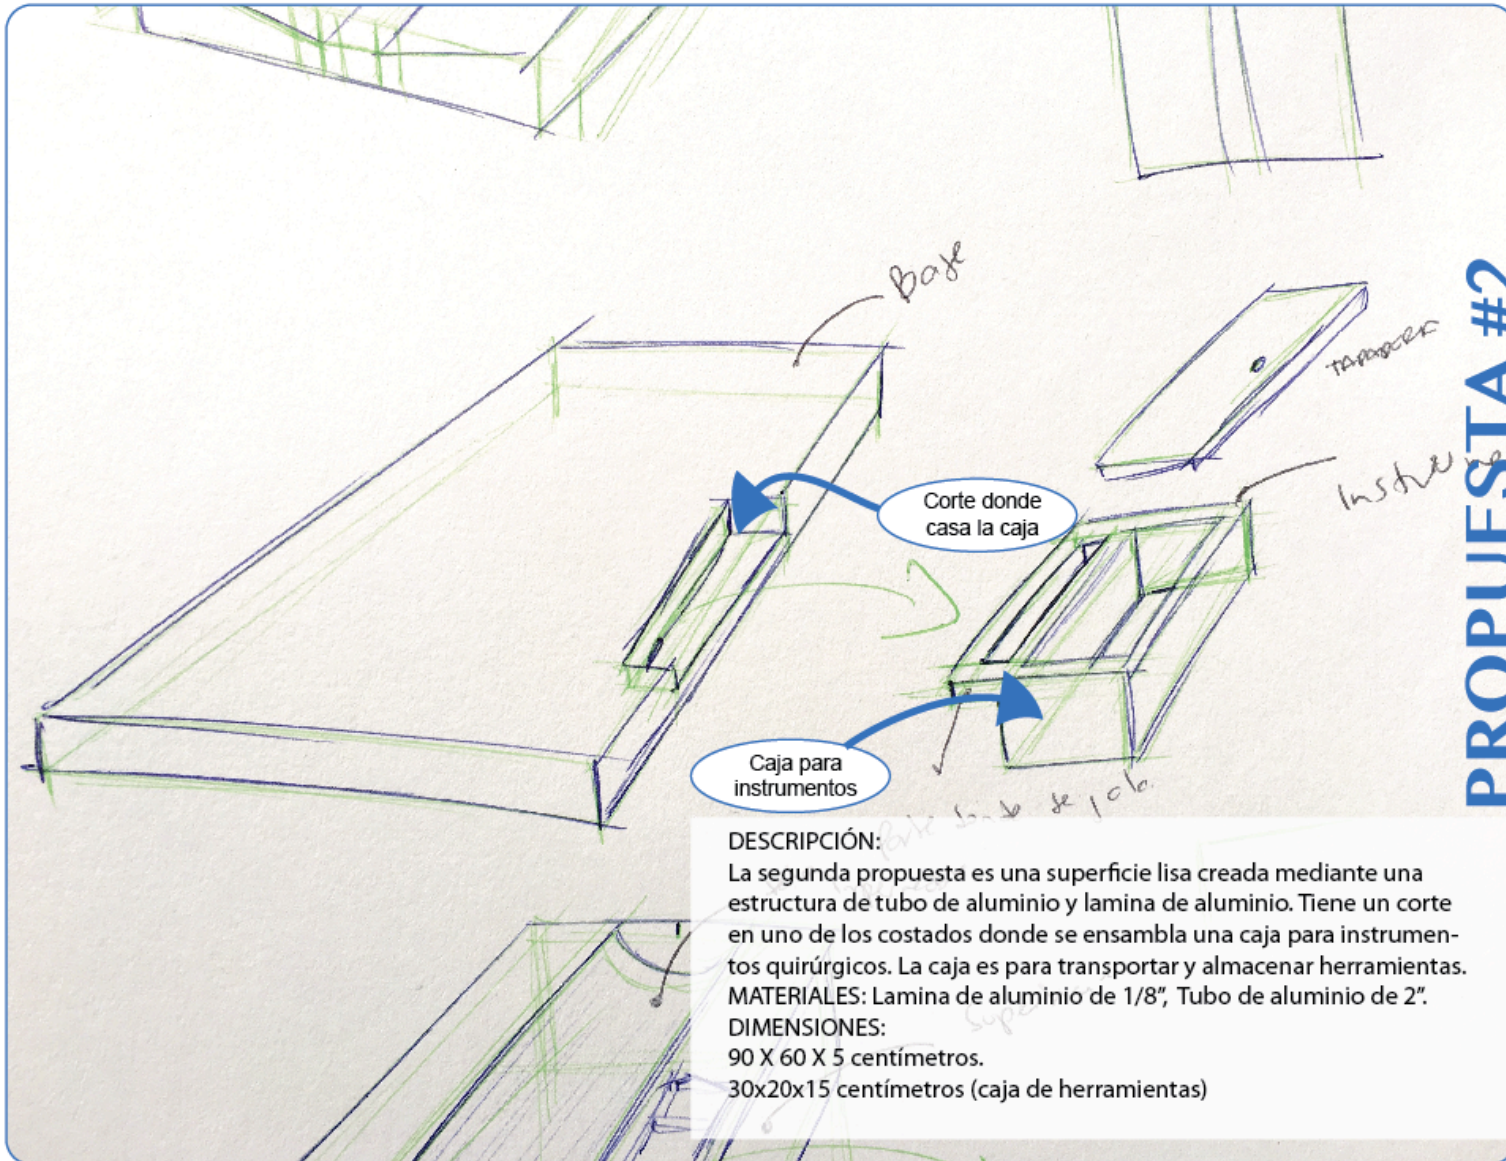 PROPUESTA #2
Base
TAPADERA
Corte donde
casa la caja
Caja para
instrumentos
Parte donde se jala
DESCRIPCIÓN:
La segunda propuesta es una superficie lisa creada mediante una
estructura de tubo de aluminio y lamina de aluminio. Tiene un corte
en uno de los costados donde se ensambla una caja para instrumen-
tos quirúrgicos. La caja es para transportar y almacenar herramientas.
MATERIALES: Lamina de aluminio de 1/8”, Tubo de aluminio de 2”.
DIMENSIONES:
90 X 60 X 5 centímetros.
30x20x15 centímetros (caja de herramientas)